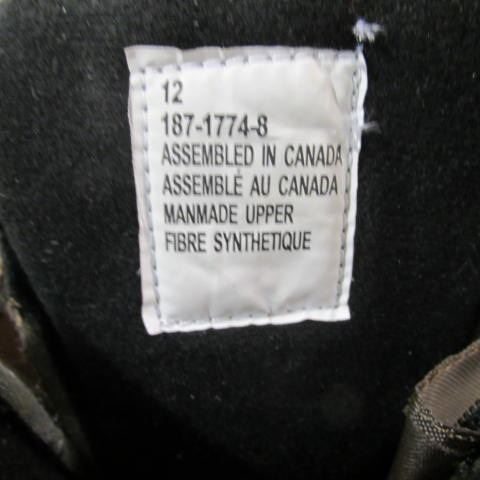 12
187-1774-8
ASSEMBLED IN CANADA
ASSEMBLÉ AU CANADA
MANMADE UPPER
FIBRE SYNTHETIQUE